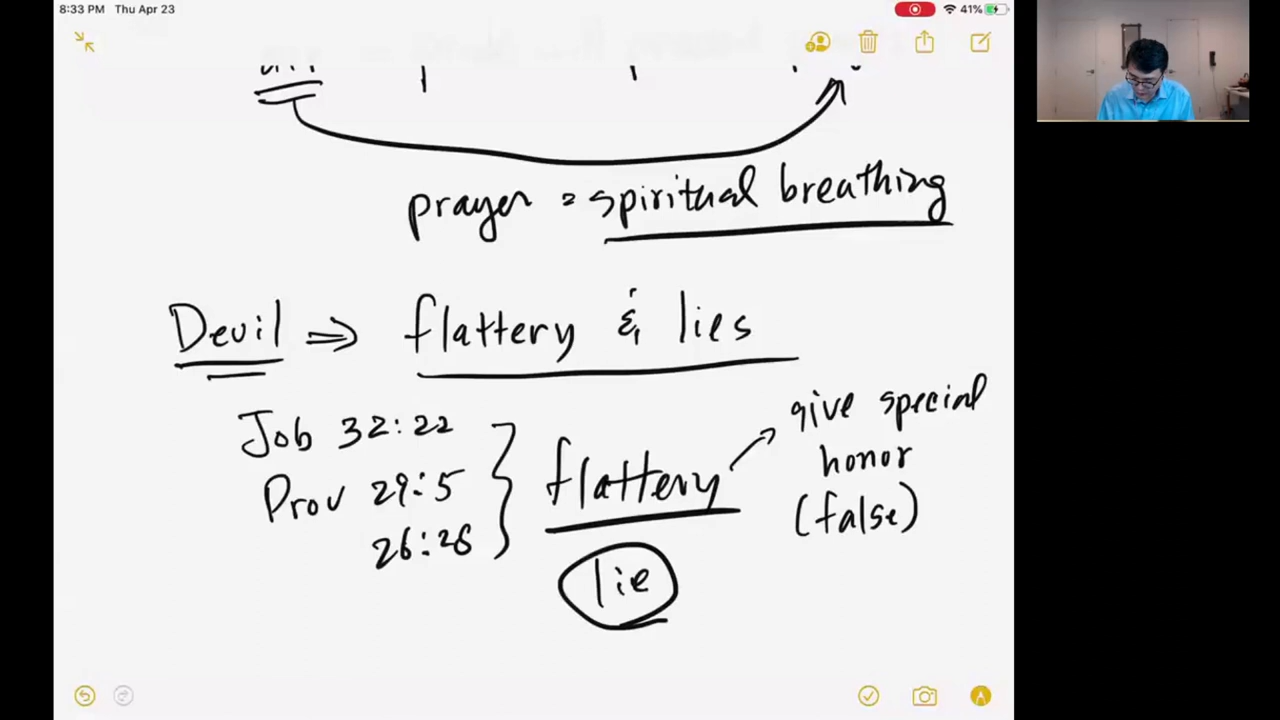 8:33 PM Thu Apr 23
41%
prayer = spiritual breathing
Devil ⇒ flattery & lies
Job 32:22
Prov 29:5
26:28
flattery
give special
honor
(false)
lie